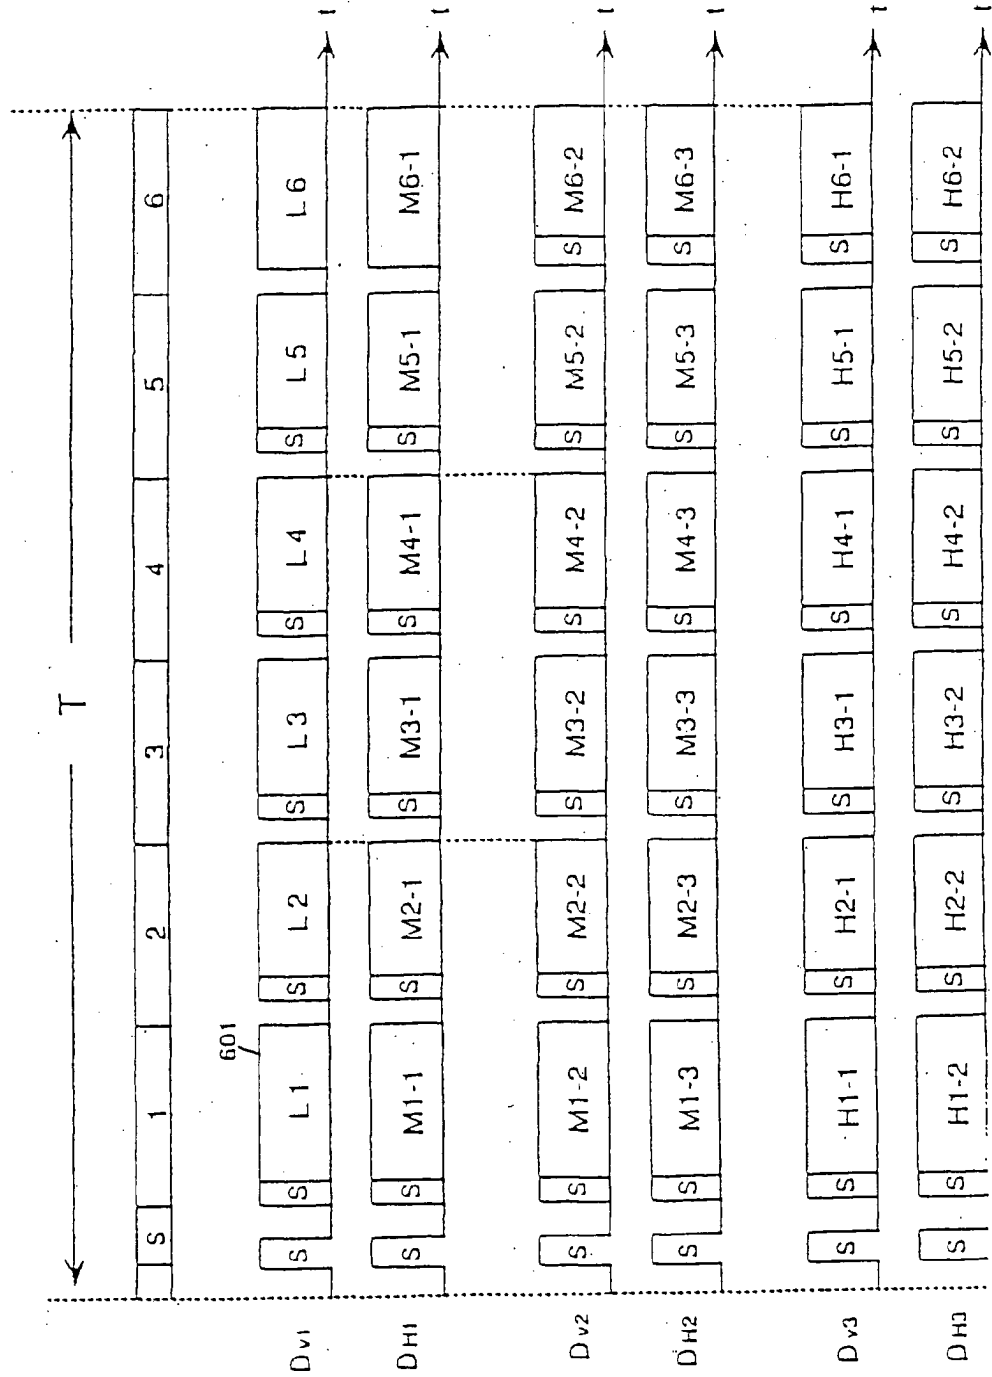 T
S 1 2 3 4 5 6
601
DV1 S S L1 S L2 S L3 S L4 S L5 L6 t
DH1 S S M1-1 S M2-1 S M3-1 S M4-1 S M5-1 M6-1 t
DV2 S S M1-2 S M2-2 S M3-2 S M4-2 S M5-2 S M6-2 t
DH2 S S M1-3 S M2-3 S M3-3 S M4-3 S M5-3 S M6-3 t
DV3 S S H1-1 S H2-1 S H3-1 S H4-1 S H5-1 S H6-1 t
DH3 S S H1-2 S H2-2 S H3-2 S H4-2 S H5-2 S H6-2 t